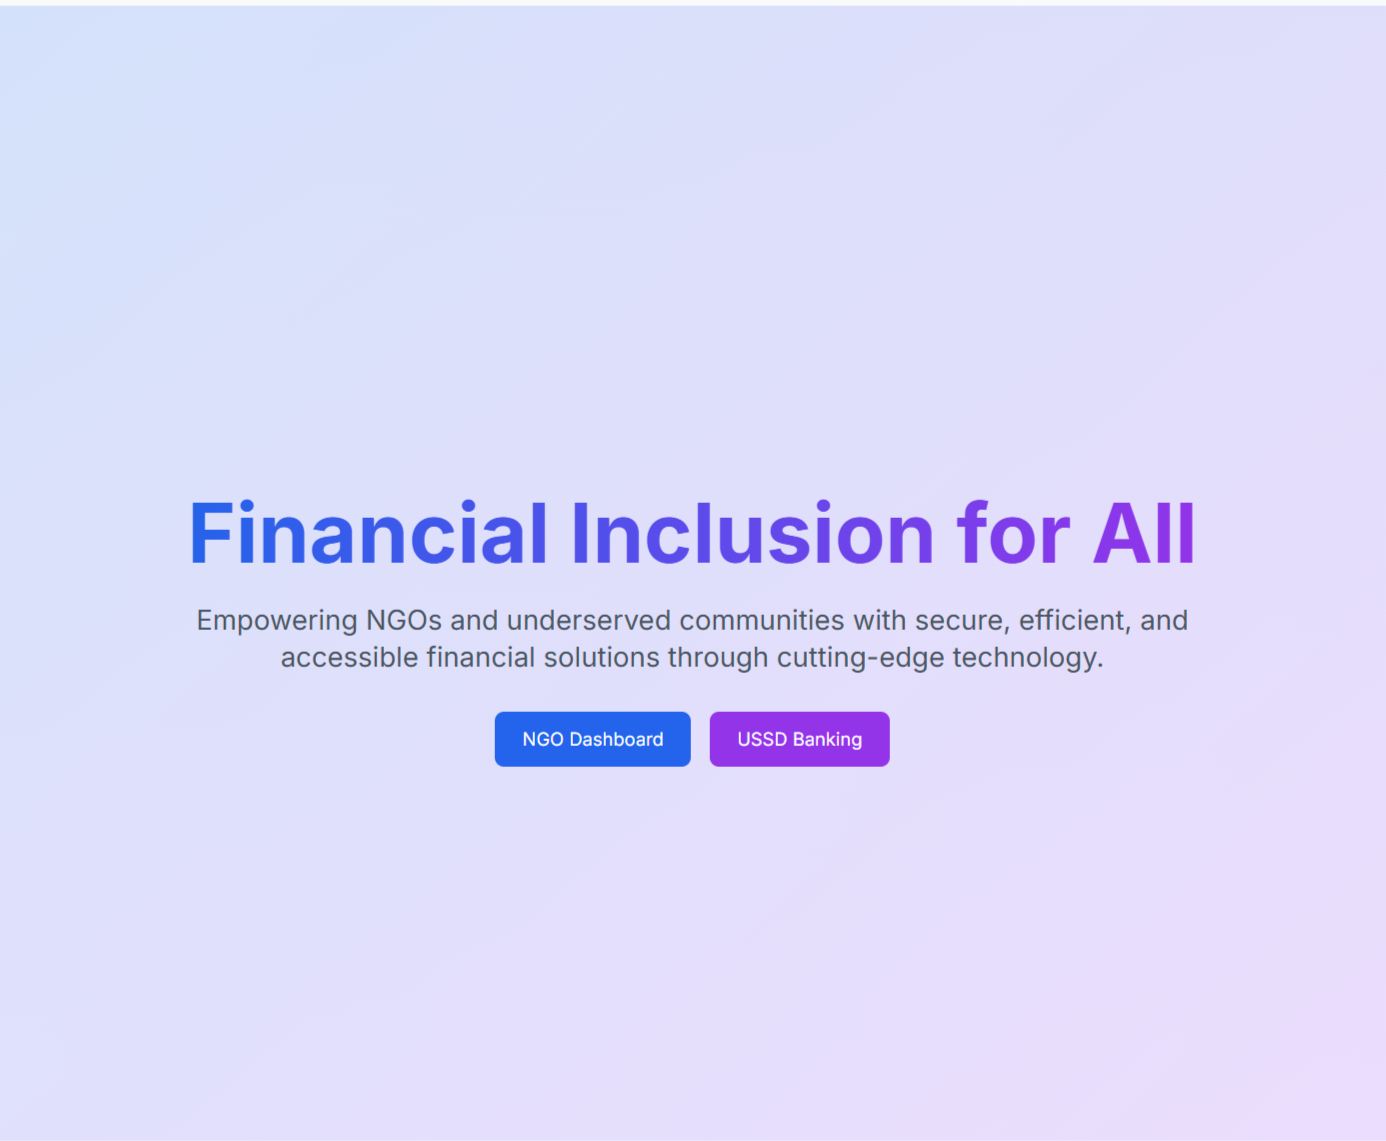 Financial Inclusion for All
Empowering NGOs and underserved communities with secure, efficient, and
accessible financial solutions through cutting-edge technology.
NGO Dashboard
USSD Banking